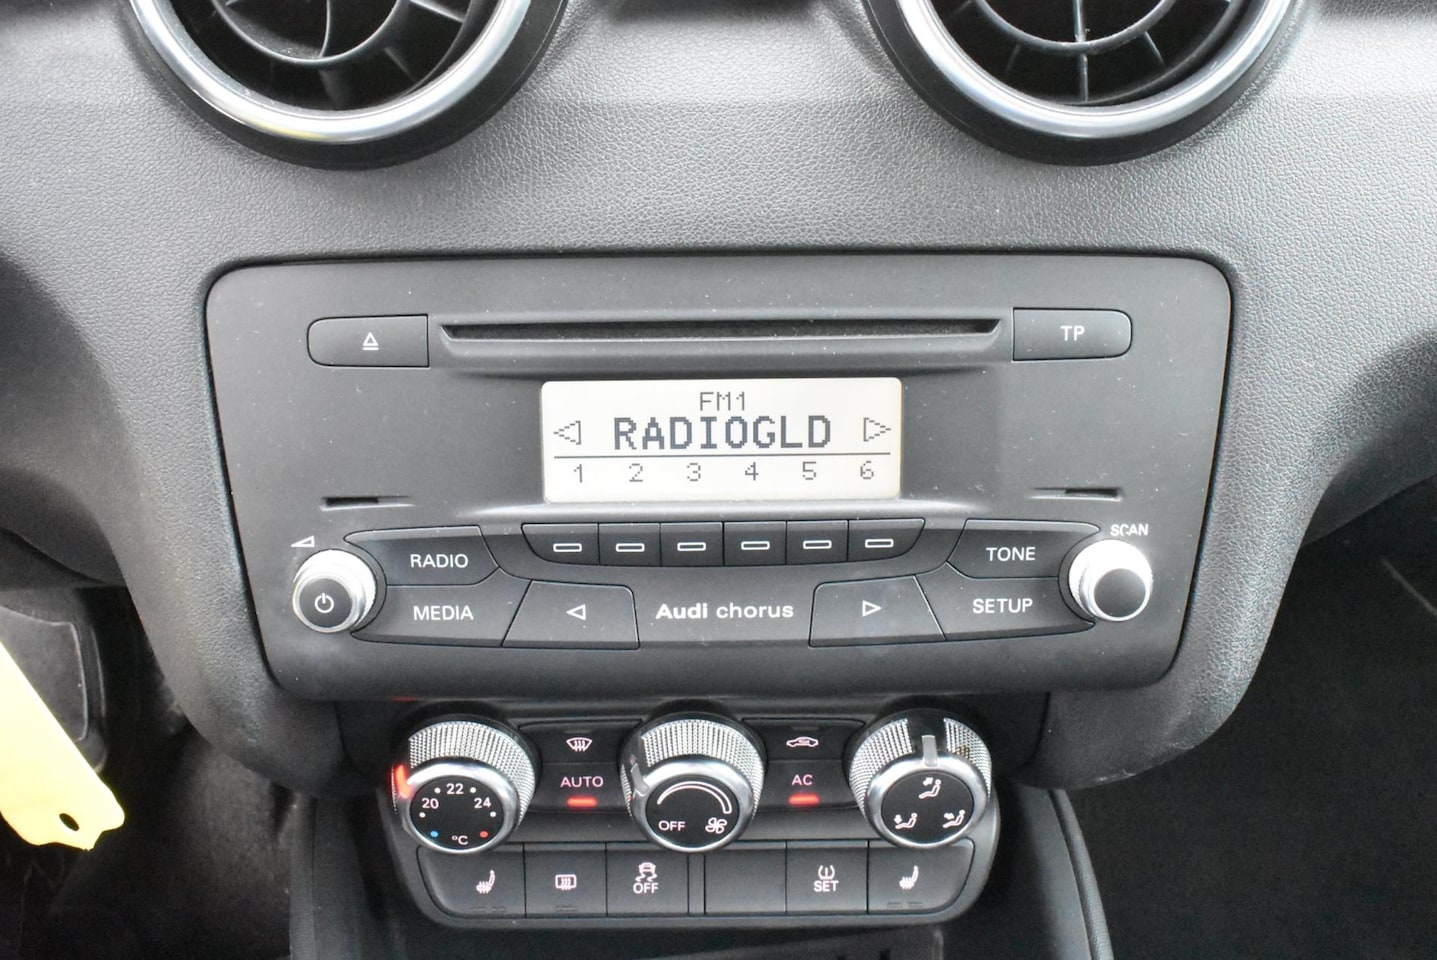 TP
FM1
RADIOGLD
1 2 3 4 5 6
SCAN
RADIO
TONE
MEDIA
Audi chorus
SETUP
AUTO
AC
20 22 24
°C
OFF
OFF
SET